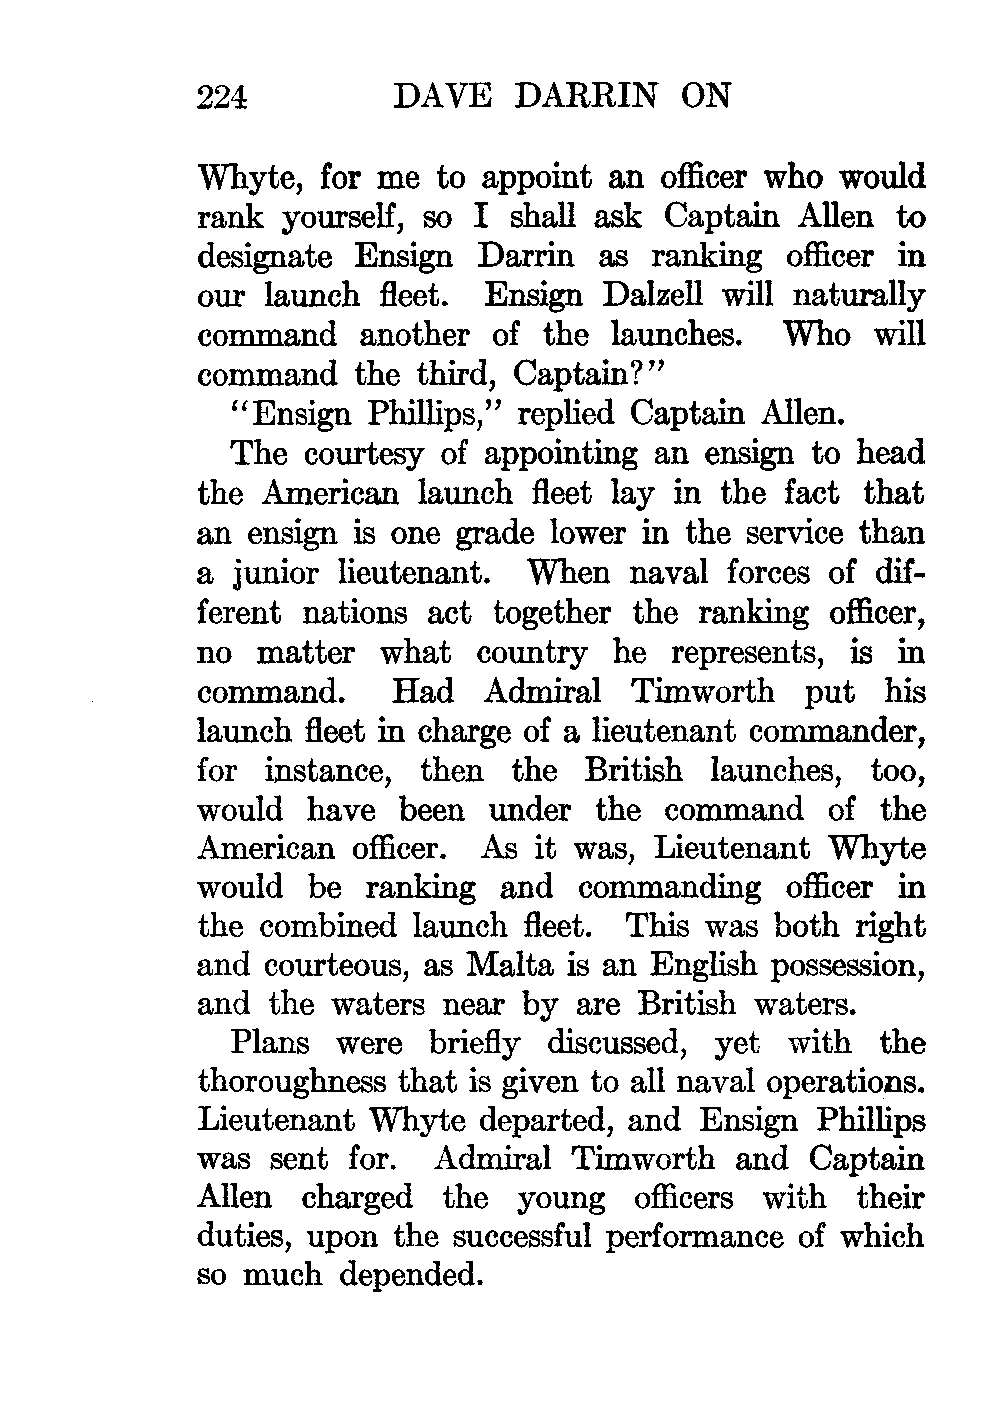 224 DAVE DARRIN ON
Whyte, for me to appoint an officer who would
rank yourself, so I shall ask Captain Allen to
designate Ensign Darrin as ranking officer in
our launch fleet. Ensign Dalzell will naturally
command another of the launches. Who will
command the third, Captain?”
“Ensign Phillips,” replied Captain Allen.
The courtesy of appointing an ensign to head
the American launch fleet lay in the fact that
an ensign is one grade lower in the service than
a junior lieutenant. When naval forces of dif-
ferent nations act together the ranking officer,
no matter what country he represents, is in
command. Had Admiral Timworth put his
launch fleet in charge of a lieutenant commander,
for instance, then the British launches, too,
would have been under the command of the
American officer. As it was, Lieutenant Whyte
would be ranking and commanding officer in
the combined launch fleet. This was both right
and courteous, as Malta is an English possession,
and the waters near by are British waters.
Plans were briefly discussed, yet with the
thoroughness that is given to all naval operations.
Lieutenant Whyte departed, and Ensign Phillips
was sent for. Admiral Timworth and Captain
Allen charged the young officers with their
duties, upon the successful performance of which
so much depended.